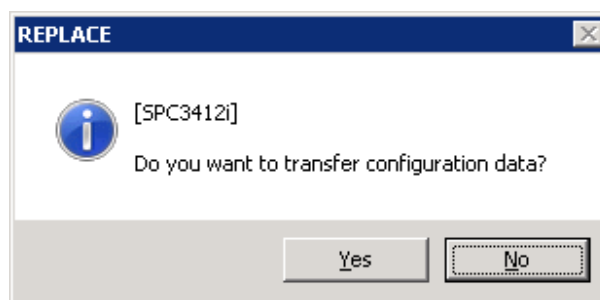 REPLACE
[SPC3412i]
Do you want to transfer configuration data?
Yes
No